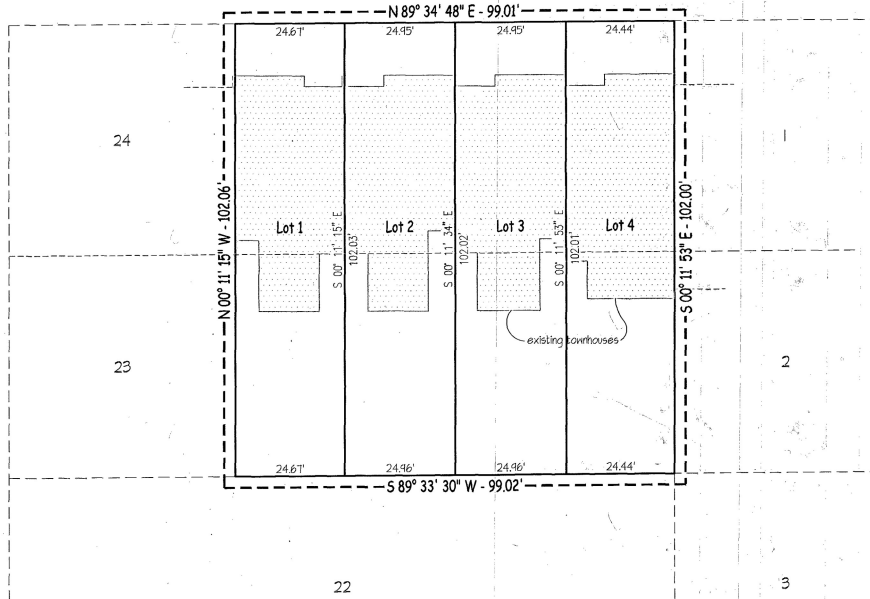 N 89° 34' 48" E - 99.01'
24.67' 24.95' 24.95' 24.44'
24
1
N 00° 11' 15" W - 102.06'
Lot 1
S 00° 11' 15" E
102.03'
Lot 2
S 00° 11' 34" E
102.02'
Lot 3
S 00° 11' 53" E
102.01'
Lot 4
S 00° 11' 53" E - 102.00'
existing townhouses
23
2
24.67' 24.96' 24.96' 24.44'
S 89° 33' 30" W - 99.02'
22
3